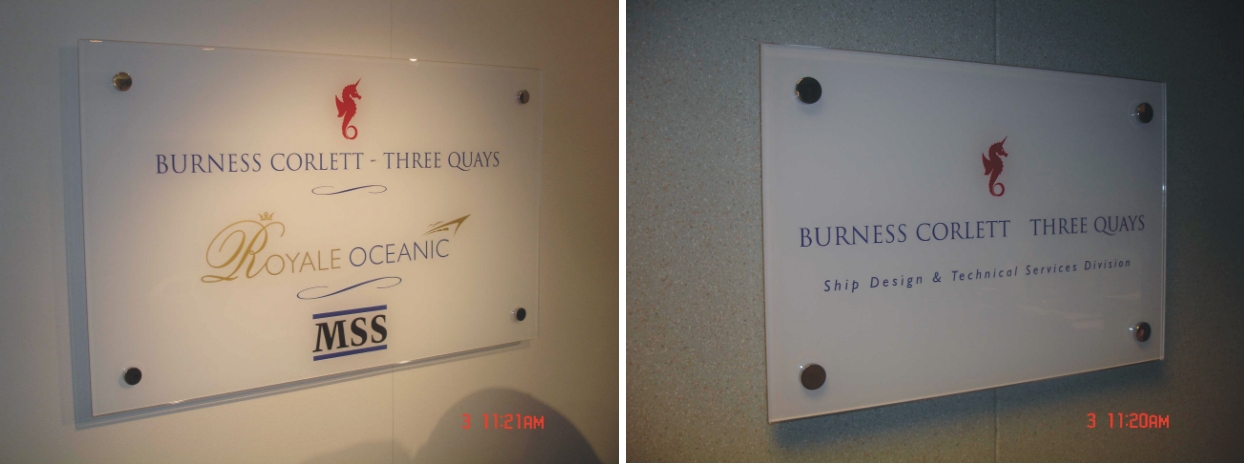 BURNESS CORLETT - THREE QUAYS
ROYALE OCEANIC
MSS
3 11:21AM
BURNESS CORLETT THREE QUAYS
Ship Design & Technical Services Division
3 11:20AM